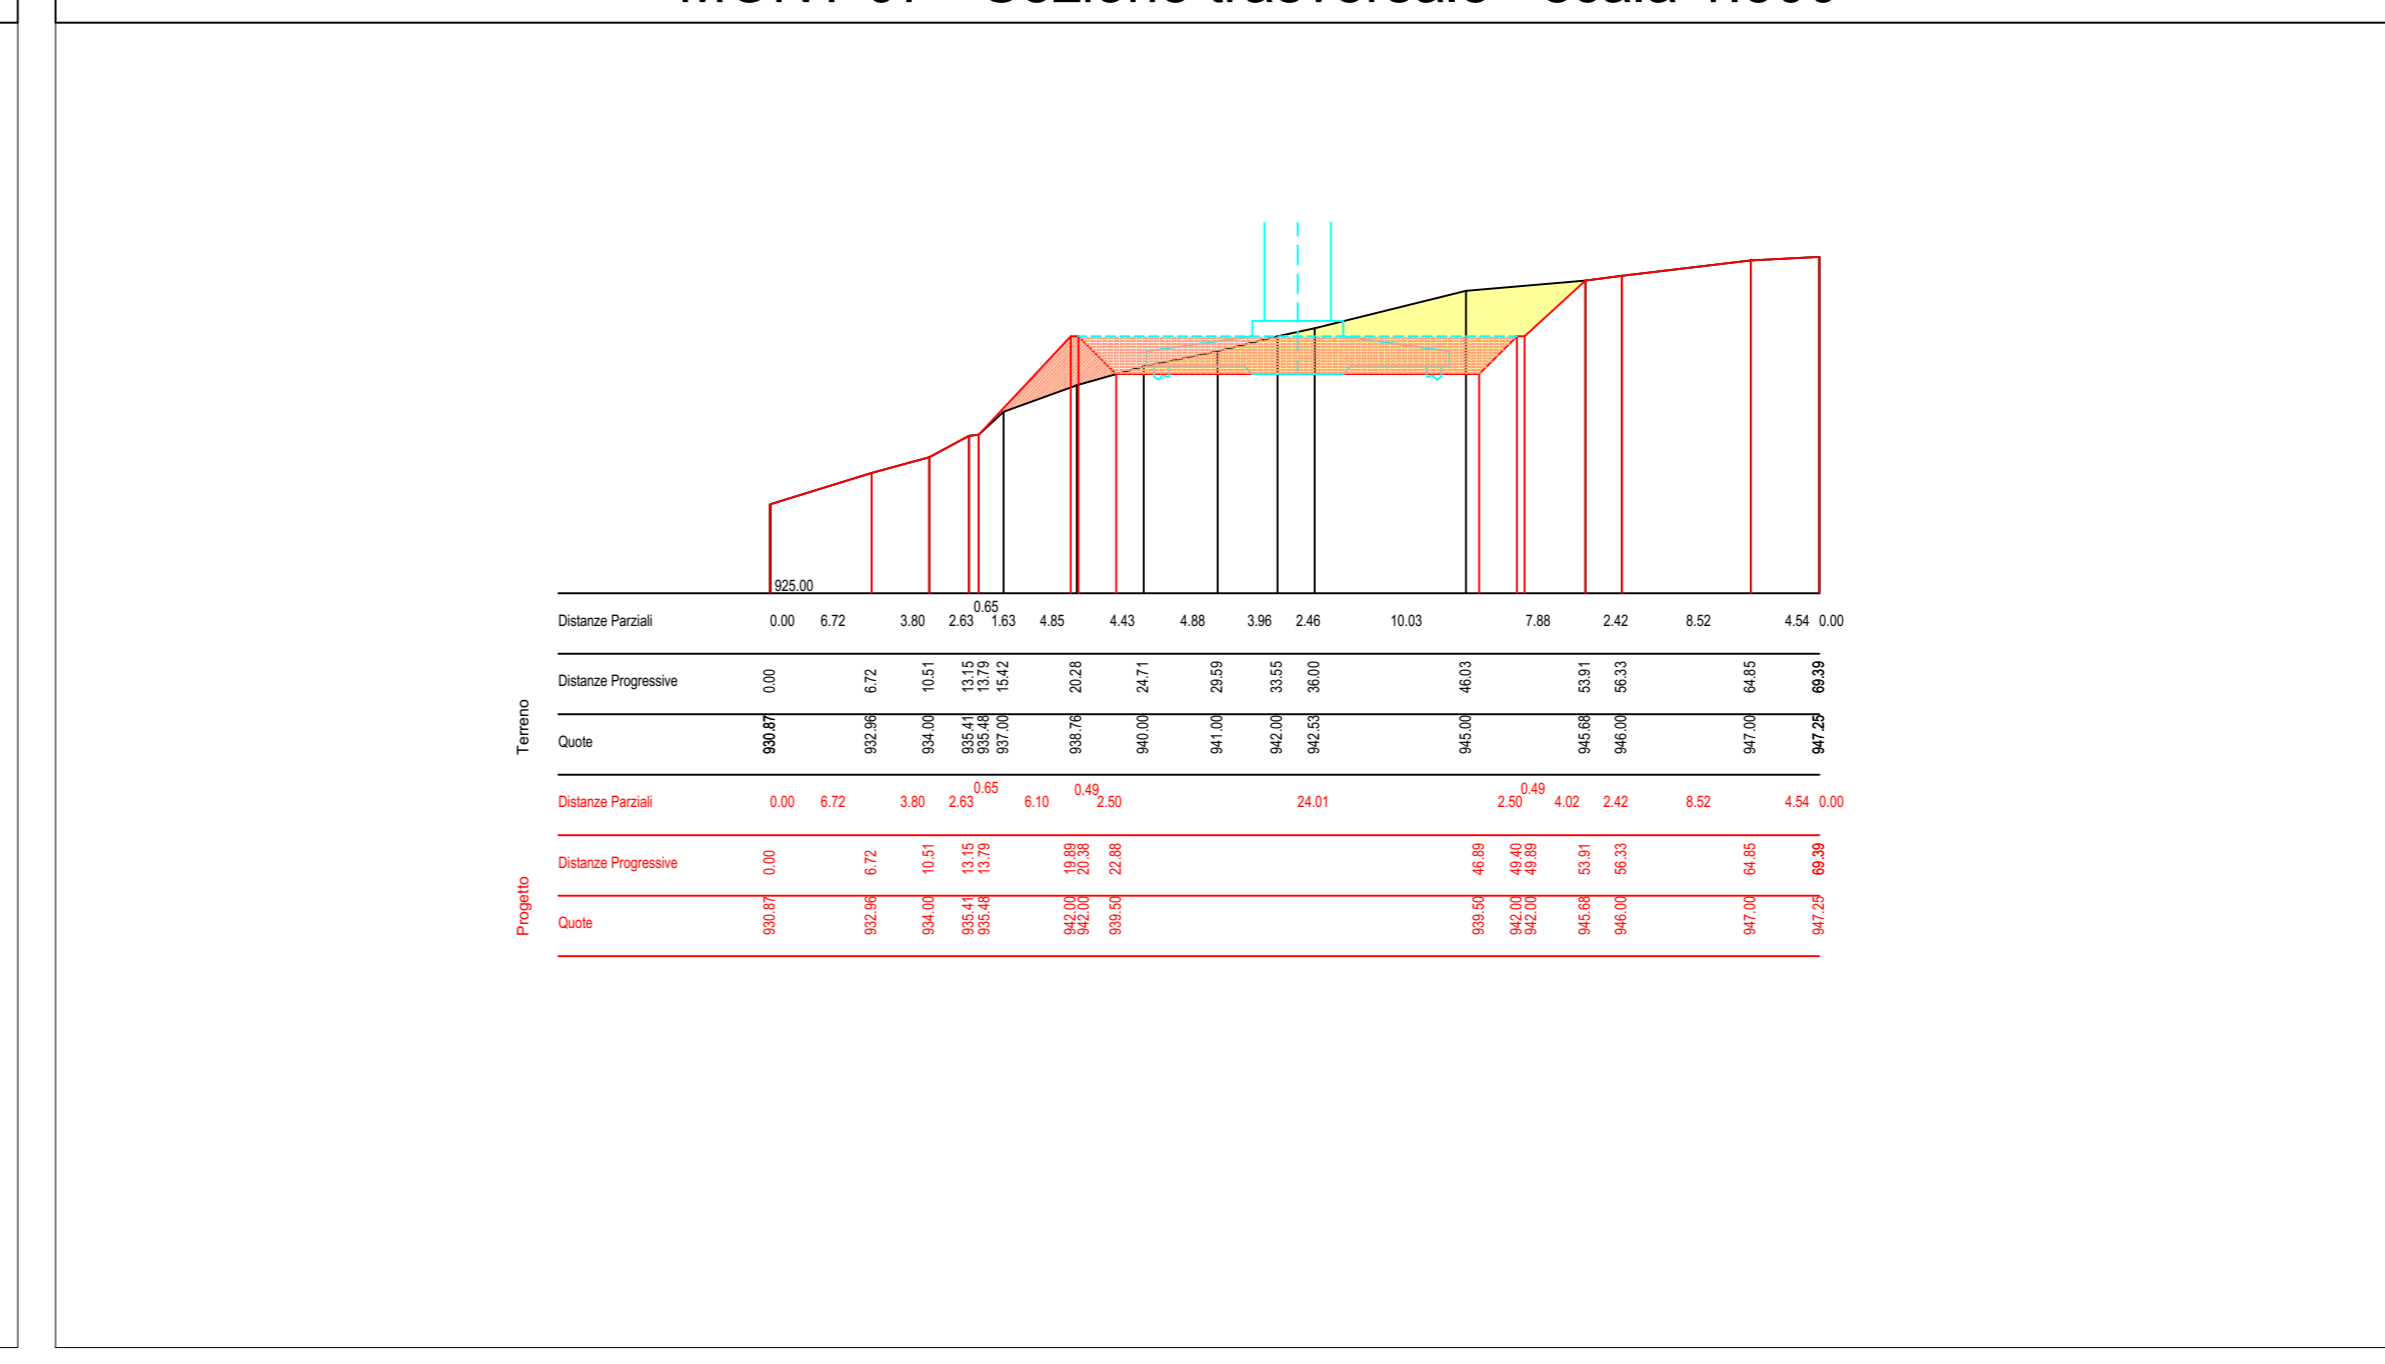 925.00
Distanze Parziali 0.00 6.72 3.80 2.63 0.65 1.63 4.85 4.43 4.88 3.96 2.46 10.03 7.88 2.42 8.52 4.54 0.00
Terreno
Distanze Progressive 0.00 6.72 10.51 13.15 13.79 15.42 20.28 24.71 29.59 33.55 36.00 46.03 53.91 56.33 64.85 69.39
Quote 930.87 932.96 934.00 935.41 935.48 937.00 938.76 940.00 941.00 942.00 942.53 945.00 945.68 946.00 947.00 947.25
Distanze Parziali 0.00 6.72 3.80 2.63 0.65 6.10 0.49 2.50 24.01 2.50 0.49 4.02 2.42 8.52 4.54 0.00
Progetto
Distanze Progressive 0.00 6.72 10.51 13.15 13.79 19.89 20.38 22.88 46.89 49.40 49.89 53.91 56.33 64.85 69.39
Quote 930.87 932.96 934.00 935.41 935.48 942.00 942.00 939.50 939.50 942.00 942.00 945.68 946.00 947.00 947.25